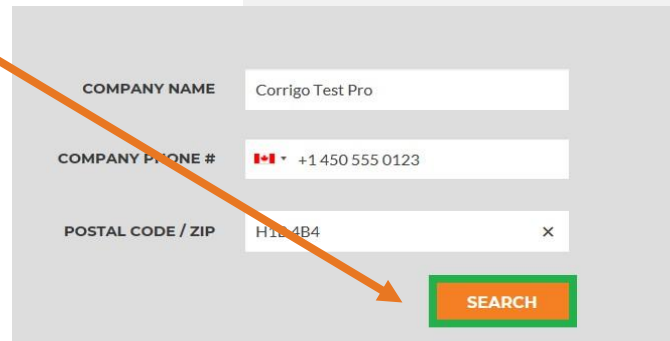 COMPANY NAME Corrigo Test Pro
COMPANY PHONE # +1 450 555 0123
POSTAL CODE / ZIP 4B4 ×
SEARCH